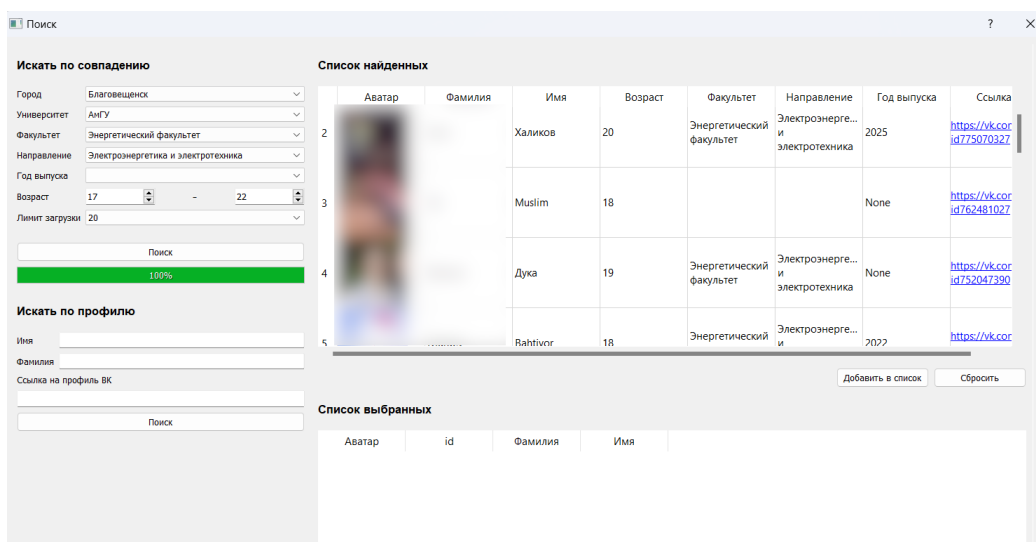 Поиск
?
Искать по совпадению
Город Благовещенск
Университет АмГУ
Факультет Энергетический факультет
Направление Электроэнергетика и электротехника
Год выпуска
Возраст 17 - 22
Лимит загрузки 20
Поиск
100%
Искать по профилю
Имя
Фамилия
Ссылка на профиль ВК
Поиск
Список найденных
Аватар Фамилия Имя Возраст Факультет Направление Год выпуска Ссылка
2 Халиков 20 Энергетический факультет Электроэнерге... и электротехника 2025 https://vk.cor id775070327
3 Muslim 18 None https://vk.cor id762481027
4 Дука 19 Энергетический факультет Электроэнерге... и электротехника None https://vk.cor id752047390
5 Bahtiyor 18 Энергетический Электроэнерге... и 2022 https://vk.cor
Добавить в список Сбросить
Список выбранных
Аватар id Фамилия Имя